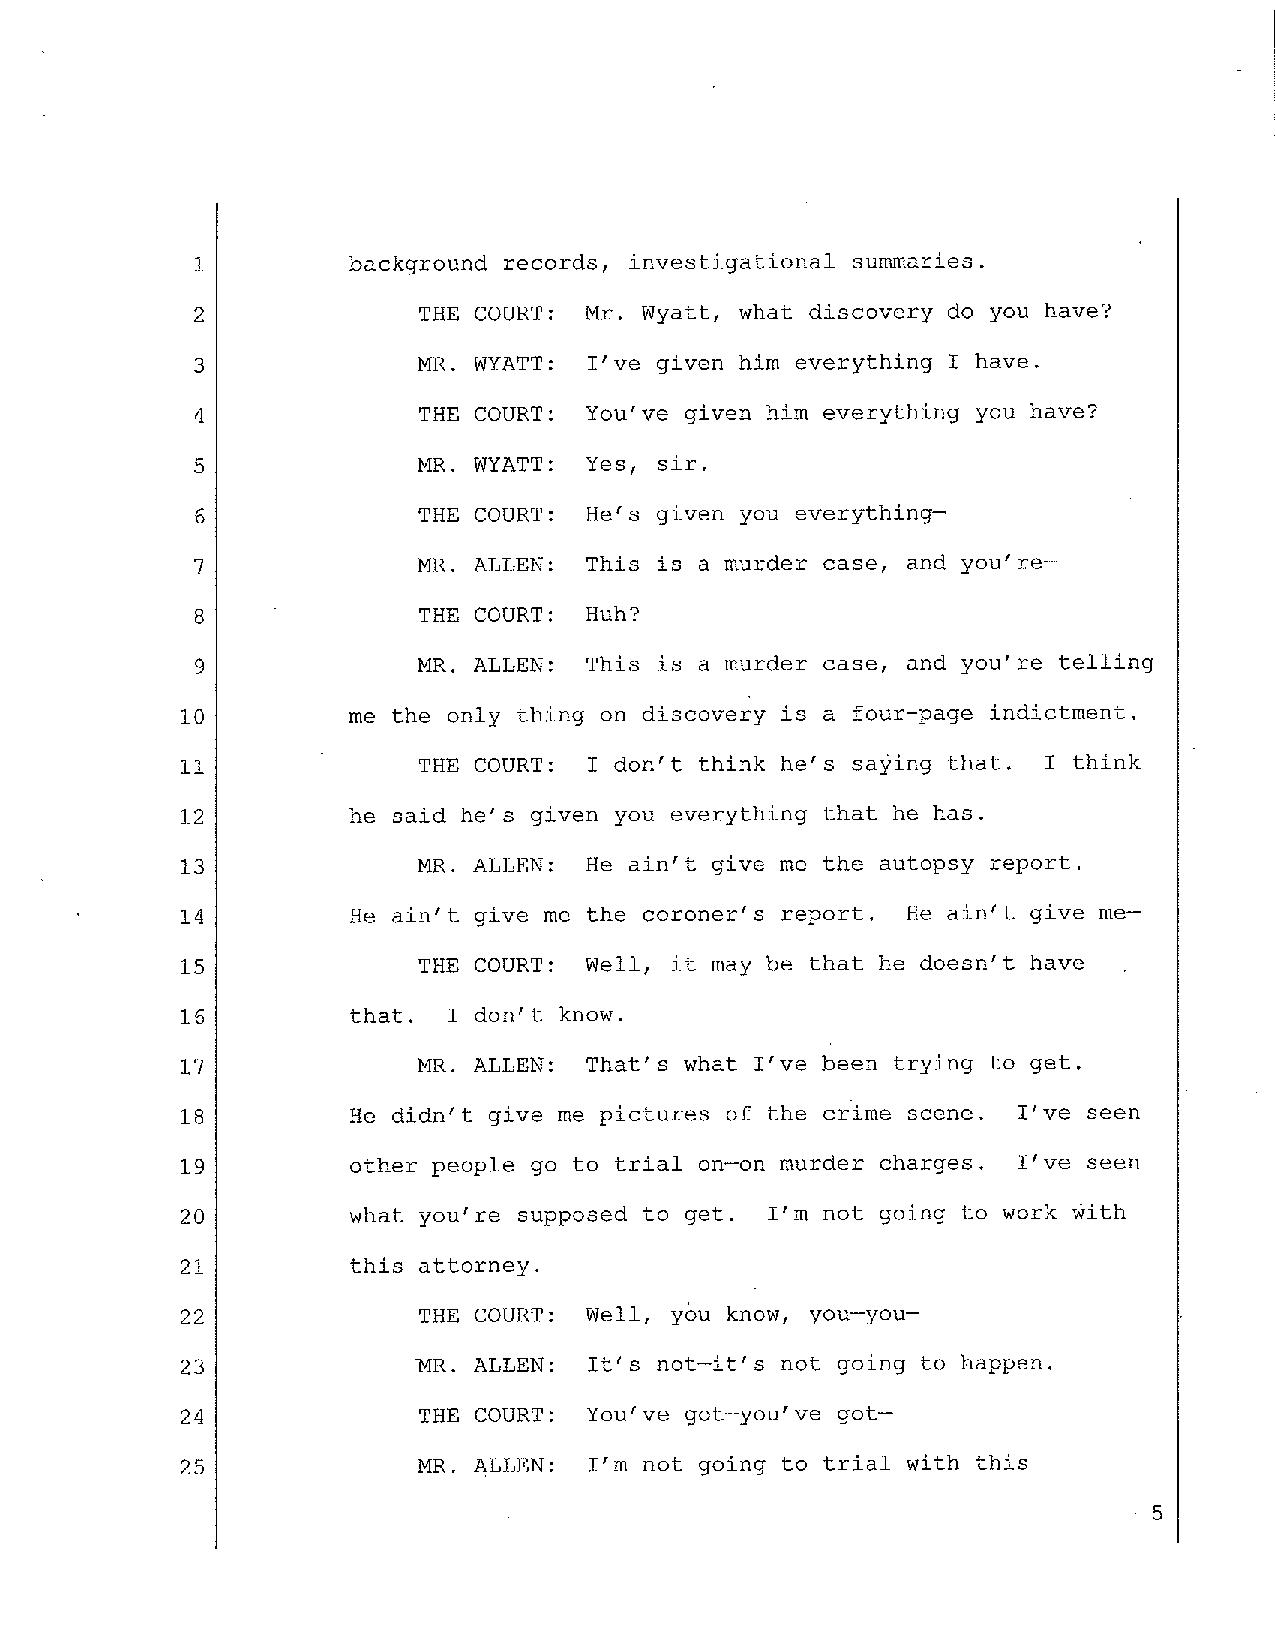 1 background records, investigational summaries.
2 THE COURT: Mr. Wyatt, what discovery do you have?
3 MR. WYATT: I've given him everything I have.
4 THE COURT: You've given him everything you have?
5 MR. WYATT: Yes, sir.
6 THE COURT: He's given you everything—
7 MR. ALLEN: This is a murder case, and you're—
8 THE COURT: Huh?
9 MR. ALLEN: This is a murder case, and you're telling
10 me the only thing on discovery is a four-page indictment.
11 THE COURT: I don't think he's saying that. I think
12 he said he's given you everything that he has.
13 MR. ALLEN: He ain't give me the autopsy report.
14 He ain't give me the coroner's report. He ain't give me—
15 THE COURT: Well, it may be that he doesn't have
16 that. I don't know.
17 MR. ALLEN: That's what I've been trying to get.
18 He didn't give me pictures of the crime scene. I've seen
19 other people go to trial on—on murder charges. I've seen
20 what you're supposed to get. I'm not going to work with
21 this attorney.
22 THE COURT: Well, you know, you—you—
23 MR. ALLEN: It's not—it's not going to happen.
24 THE COURT: You've got—you've got—
25 MR. ALLEN: I'm not going to trial with this
5